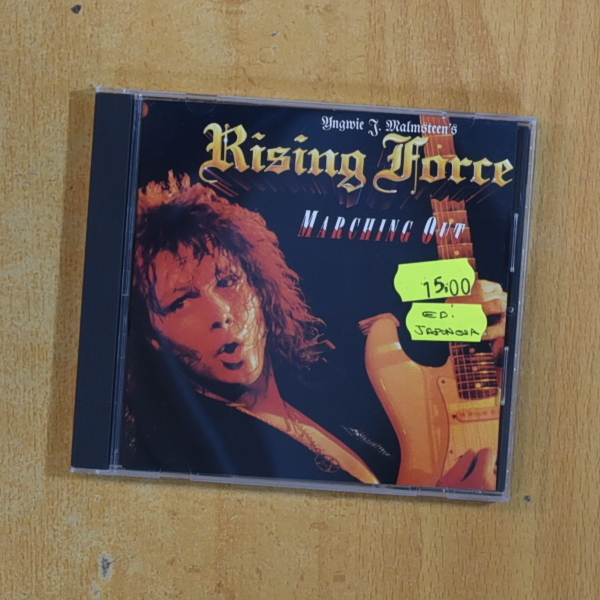 Yngwie J. Malmsteen's
Rising Force
MARCHING OUT
15,00
ED.
JAPONESA